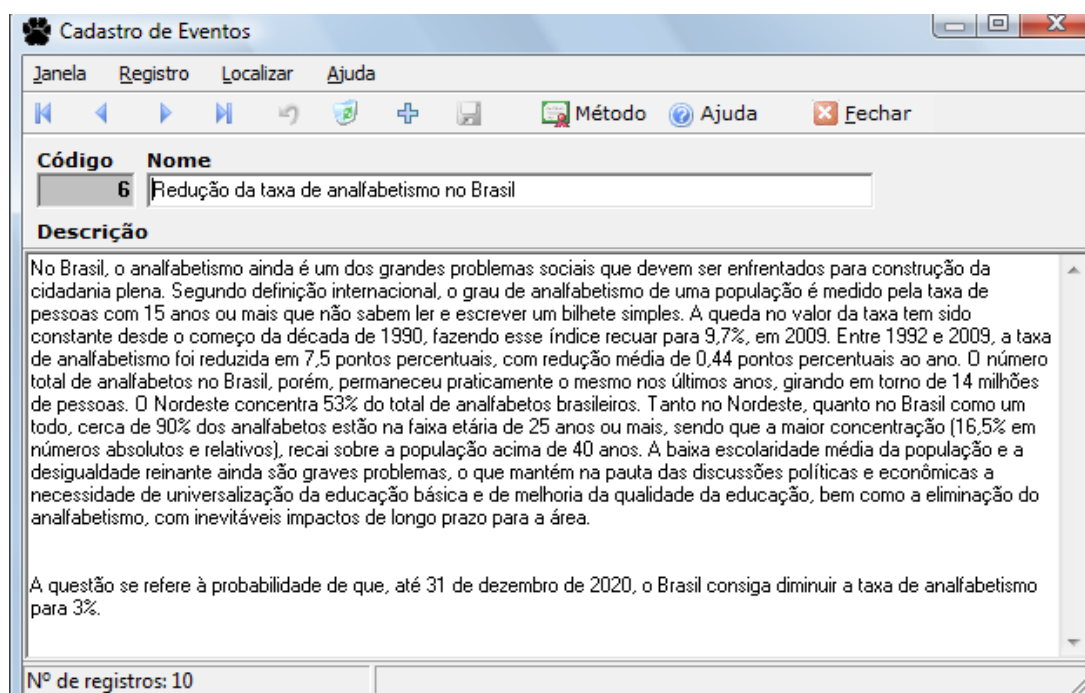 Cadastro de Eventos
Janela Registro Localizar Ajuda
Método Ajuda Fechar
Código Nome
6 Redução da taxa de analfabetismo no Brasil
Descrição
No Brasil, o analfabetismo ainda é um dos grandes problemas sociais que devem ser enfrentados para construção da
cidadania plena. Segundo definição internacional, o grau de analfabetismo de uma população é medido pela taxa de
pessoas com 15 anos ou mais que não sabem ler e escrever um bilhete simples. A queda no valor da taxa tem sido
constante desde o começo da década de 1990, fazendo esse índice recuar para 9,7%, em 2009. Entre 1992 e 2009, a taxa
de analfabetismo foi reduzida em 7,5 pontos percentuais, com redução média de 0,44 pontos percentuais ao ano. O número
total de analfabetos no Brasil, porém, permaneceu praticamente o mesmo nos últimos anos, girando em torno de 14 milhões
de pessoas. O Nordeste concentra 53% do total de analfabetos brasileiros. Tanto no Nordeste, quanto no Brasil como um
todo, cerca de 90% dos analfabetos estão na faixa etária de 25 anos ou mais, sendo que a maior concentração (16,5% em
números absolutos e relativos), recai sobre a população acima de 40 anos. A baixa escolaridade média da população e a
desigualdade reinante ainda são graves problemas, o que mantém na pauta das discussões políticas e econômicas a
necessidade de universalização da educação básica e de melhoria da qualidade da educação, bem como a eliminação do
analfabetismo, com inevitáveis impactos de longo prazo para a área.
A questão se refere à probabilidade de que, até 31 de dezembro de 2020, o Brasil consiga diminuir a taxa de analfabetismo
para 3%.
Nº de registros: 10